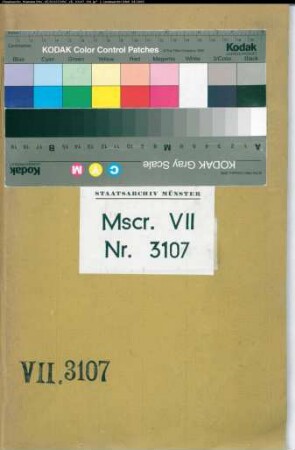 KODAK Color Control Patches
Kodak
Blue Cyan Green Yellow Red Magenta White 3/Color Black
Kodak
C Y M
KODAK Gray Scale
STAATSARCHIV MÜNSTER
Mscr. VII
Nr. 3107
VII, 3107